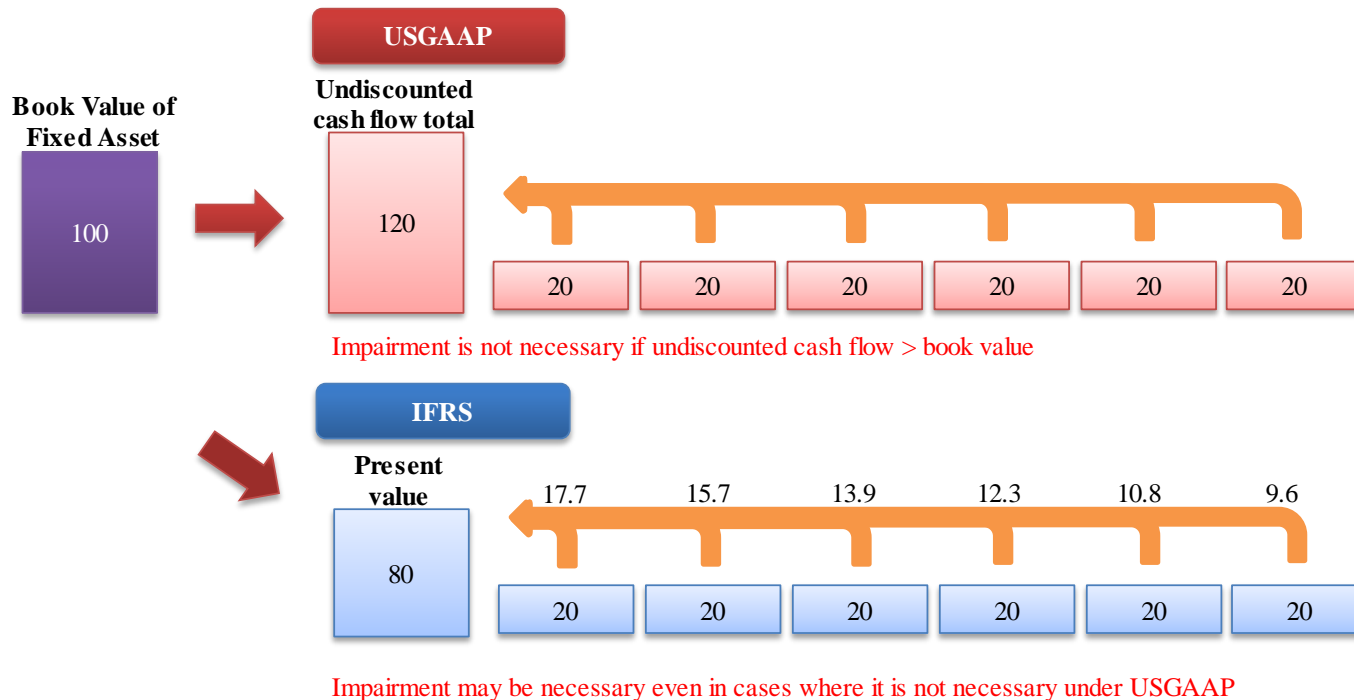 USGAAP
Book Value of
Fixed Asset
100
Undiscounted
cash flow total
120
20 20 20 20 20 20
Impairment is not necessary if undiscounted cash flow > book value
IFRS
Present
value
80
17.7 15.7 13.9 12.3 10.8 9.6
20 20 20 20 20 20
Impairment may be necessary even in cases where it is not necessary under USGAAP